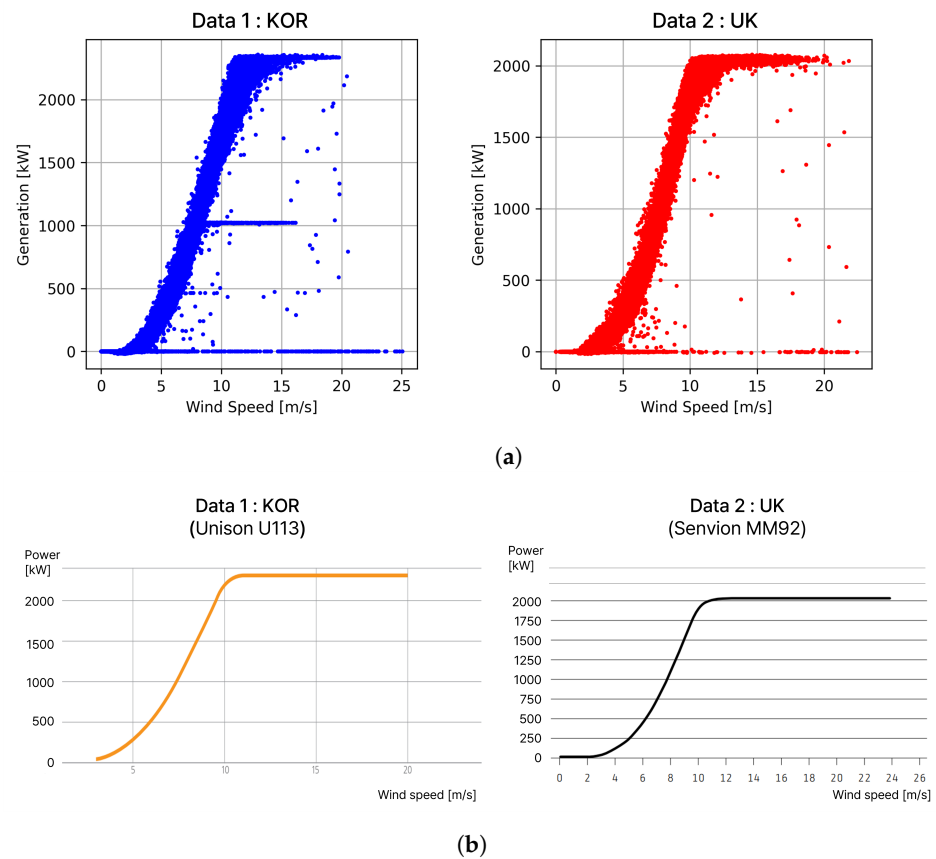 Data 1 : KOR
Data 2 : UK
Generation [kW]
2000
1500
1000
500
0
0 5 10 15 20 25
Wind Speed [m/s]
Generation [kW]
2000
1500
1000
500
0
0 5 10 15 20
Wind Speed [m/s]
(a)
Data 1 : KOR
(Unison U113)
Power
[kW]
2000
1500
1000
500
0
5 10 15 20
Wind speed [m/s]
Data 2 : UK
(Senvion MM92)
Power
[kW]
2000
1750
1500
1250
1000
750
500
250
0
0 2 4 6 8 10 12 14 16 18 20 22 24 26
Wind speed [m/s]
(b)